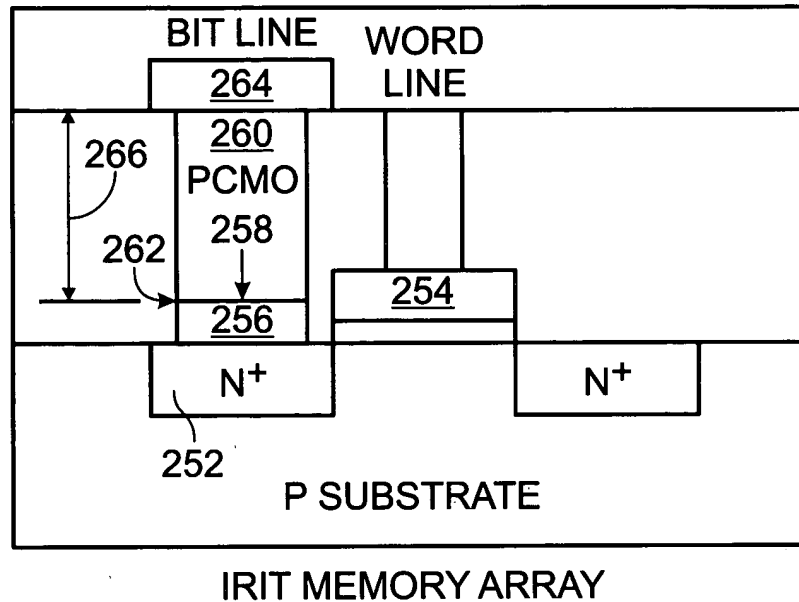 BIT LINE
WORD
LINE
264
260
PCMO
266
258
262
254
256
N+
N+
252
P SUBSTRATE
IRIT MEMORY ARRAY